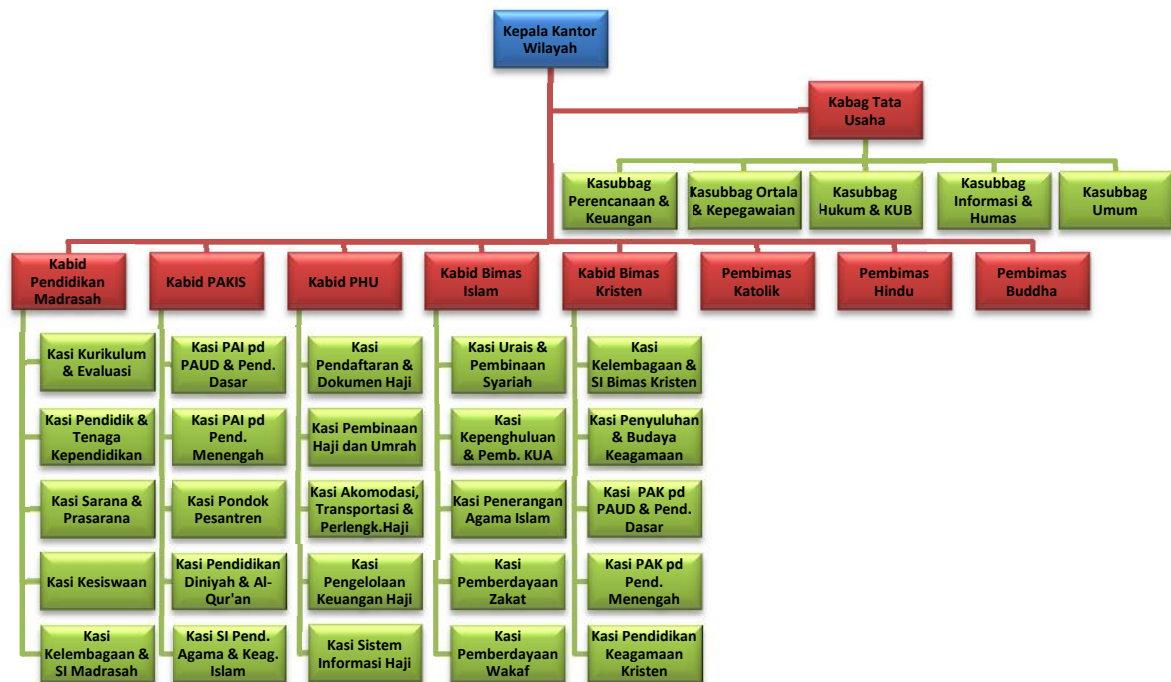 Kepala Kantor
Wilayah
Kabag Tata
Usaha
Kasubbag
Perencanaan &
Keuangan
Kasubbag Ortala
& Kepegawaian
Kasubbag
Hukum & KUB
Kasubbag
Informasi &
Humas
Kasubbag
Umum
Kabid
Pendidikan
Madrasah
Kabid PAKIS
Kabid PHU
Kabid Bimas
Islam
Kabid Bimas
Kristen
Pembimas
Katolik
Pembimas
Hindu
Pembimas
Buddha
Kasi Kurikulum
& Evaluasi
Kasi Pendidik &
Tenaga
Kependidikan
Kasi Sarana &
Prasarana
Kasi Kesiswaan
Kasi
Kelembagaan &
SI Madrasah
Kasi PAI pd
PAUD & Pend.
Dasar
Kasi PAI pd
Pend.
Menengah
Kasi Pondok
Pesantren
Kasi Pendidikan
Diniyah & Al-
Qur'an
Kasi SI Pend.
Agama & Keag.
Islam
Kasi
Pendaftaran &
Dokumen Haji
Kasi Pembinaan
Haji dan Umrah
Kasi Akomodasi,
Transportasi &
Perlengk.Haji
Kasi
Pengelolaan
Keuangan Haji
Kasi Sistem
Informasi Haji
Kasi Urais &
Pembinaan
Syariah
Kasi
Kepenghuluan
& Pemb. KUA
Kasi Penerangan
Agama Islam
Kasi
Pemberdayaan
Zakat
Kasi
Pemberdayaan
Wakaf
Kasi
Kelembagaan &
SI Bimas Kristen
Kasi Penyuluhan
& Budaya
Keagamaan
Kasi PAK pd
PAUD & Pend.
Dasar
Kasi PAK pd
Pend.
Menengah
Kasi Pendidikan
Keagamaan
Kristen